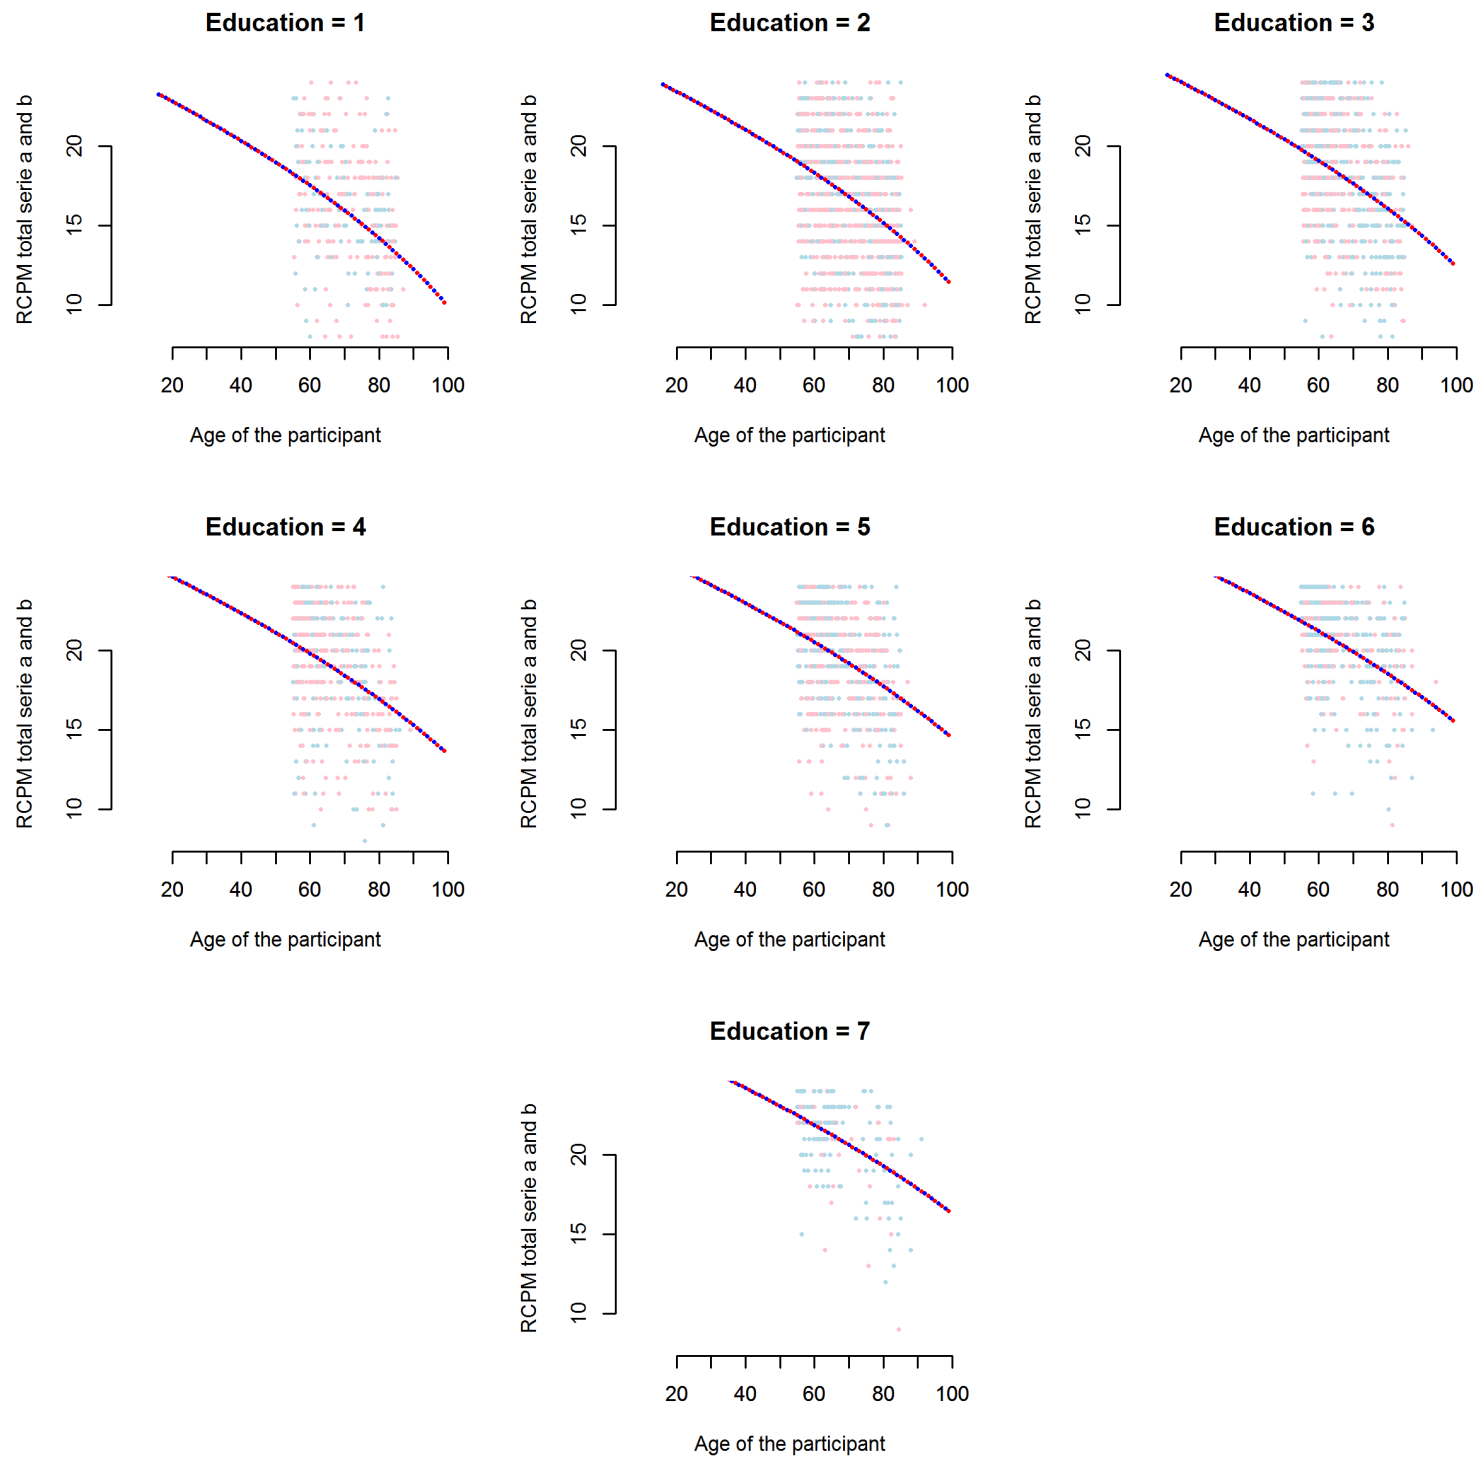 Education = 1
RCPM total serie a and b
10 15 20
20 40 60 80 100
Age of the participant
Education = 2
RCPM total serie a and b
10 15 20
20 40 60 80 100
Age of the participant
Education = 3
RCPM total serie a and b
10 15 20
20 40 60 80 100
Age of the participant
Education = 4
RCPM total serie a and b
10 15 20
20 40 60 80 100
Age of the participant
Education = 5
RCPM total serie a and b
10 15 20
20 40 60 80 100
Age of the participant
Education = 6
RCPM total serie a and b
10 15 20
20 40 60 80 100
Age of the participant
Education = 7
RCPM total serie a and b
10 15 20
20 40 60 80 100
Age of the participant